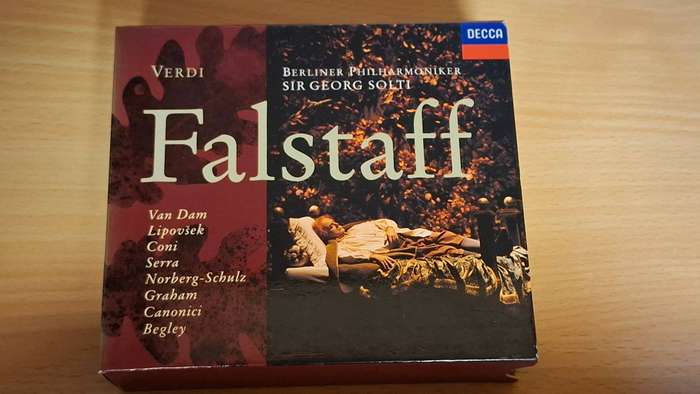 DECCA
VERDI
BERLINER PHILHARMONIKER
SIR GEORG SOLTI
Falstaff
Van Dam
Lipovšek
Coni
Serra
Norberg-Schulz
Graham
Canonici
Begley